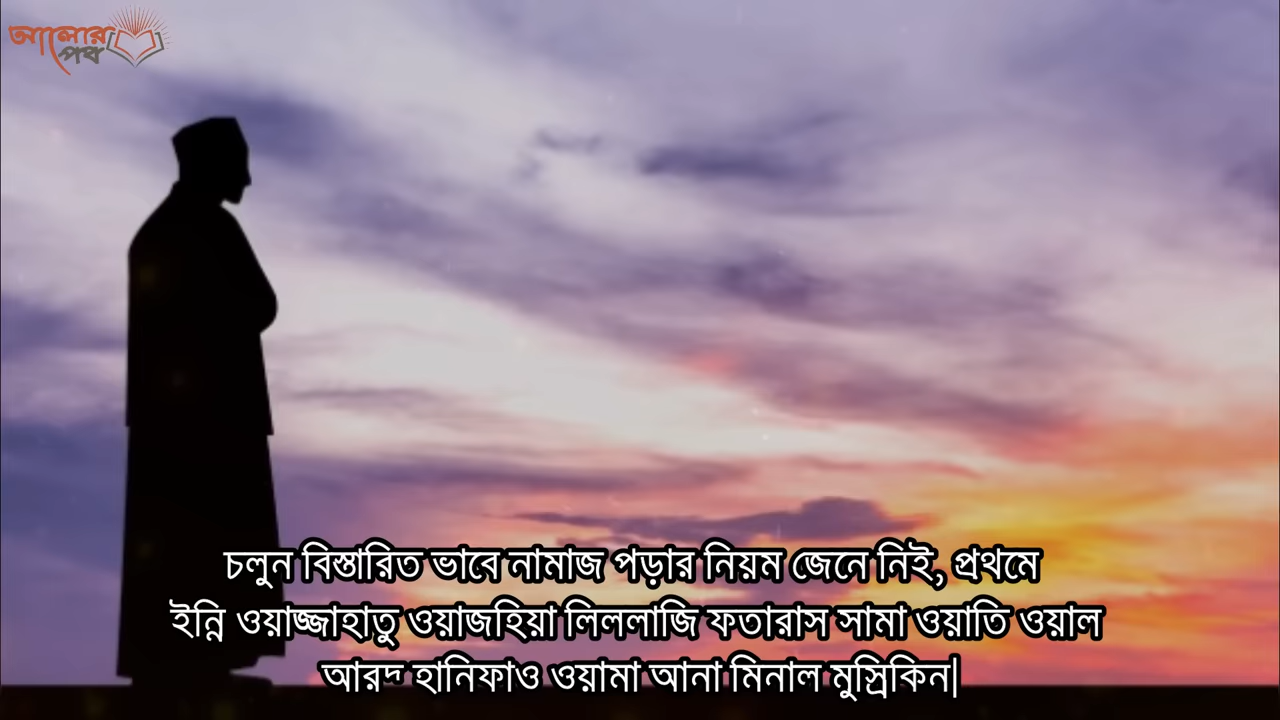 আলোর
পথ
চলুন বিস্তারিত ভাবে নামাজ পড়ার নিয়ম জেনে নিই, প্রথমে
ইন্নি ওয়াজ্জাহাতু ওয়াজহিয়া লিললাজি ফতারাস সামা ওয়াতি ওয়াল
আরদ হানিফাও ওয়ামা আনা মিনাল মুস্রিকিন|